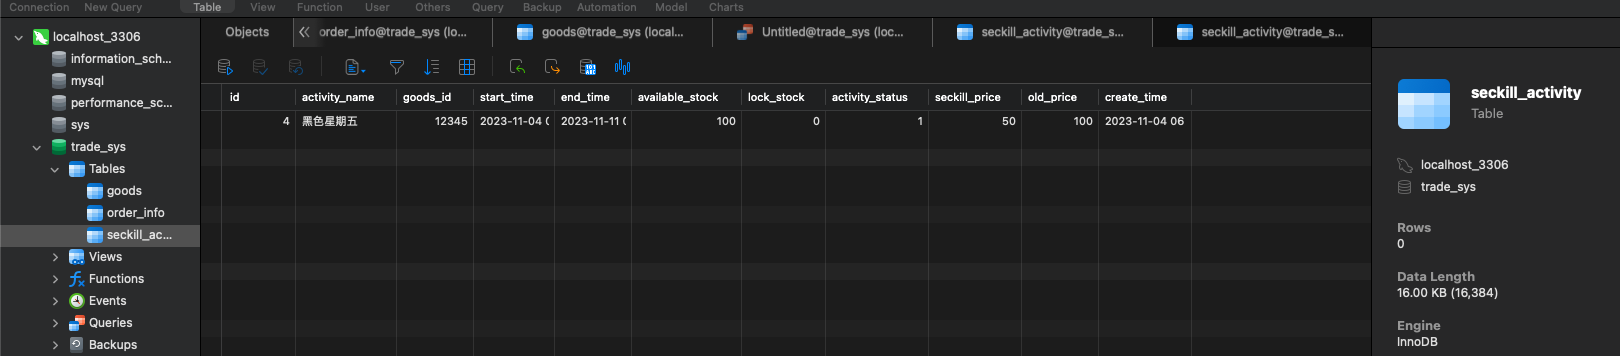 Connection New Query Table View Function User Others Query Backup Automation Model Charts
localhost_3306
information_sch...
mysql
performance_sc...
sys
trade_sys
Tables
goods
order_info
seckill_ac...
Views
Functions
Events
Queries
Backups
Objects order_info@trade_sys (lo... goods@trade_sys (local... Untitled@trade_sys (loc... seckill_activity@trade_s... seckill_activity@trade_s...
id activity_name goods_id start_time end_time available_stock lock_stock activity_status seckill_price old_price create_time
4 黑色星期五 12345 2023-11-04 0 2023-11-11 0 100 0 1 50 100 2023-11-04 06
seckill_activity
Table
localhost_3306
trade_sys
Rows
0
Data Length
16.00 KB (16,384)
Engine
InnoDB